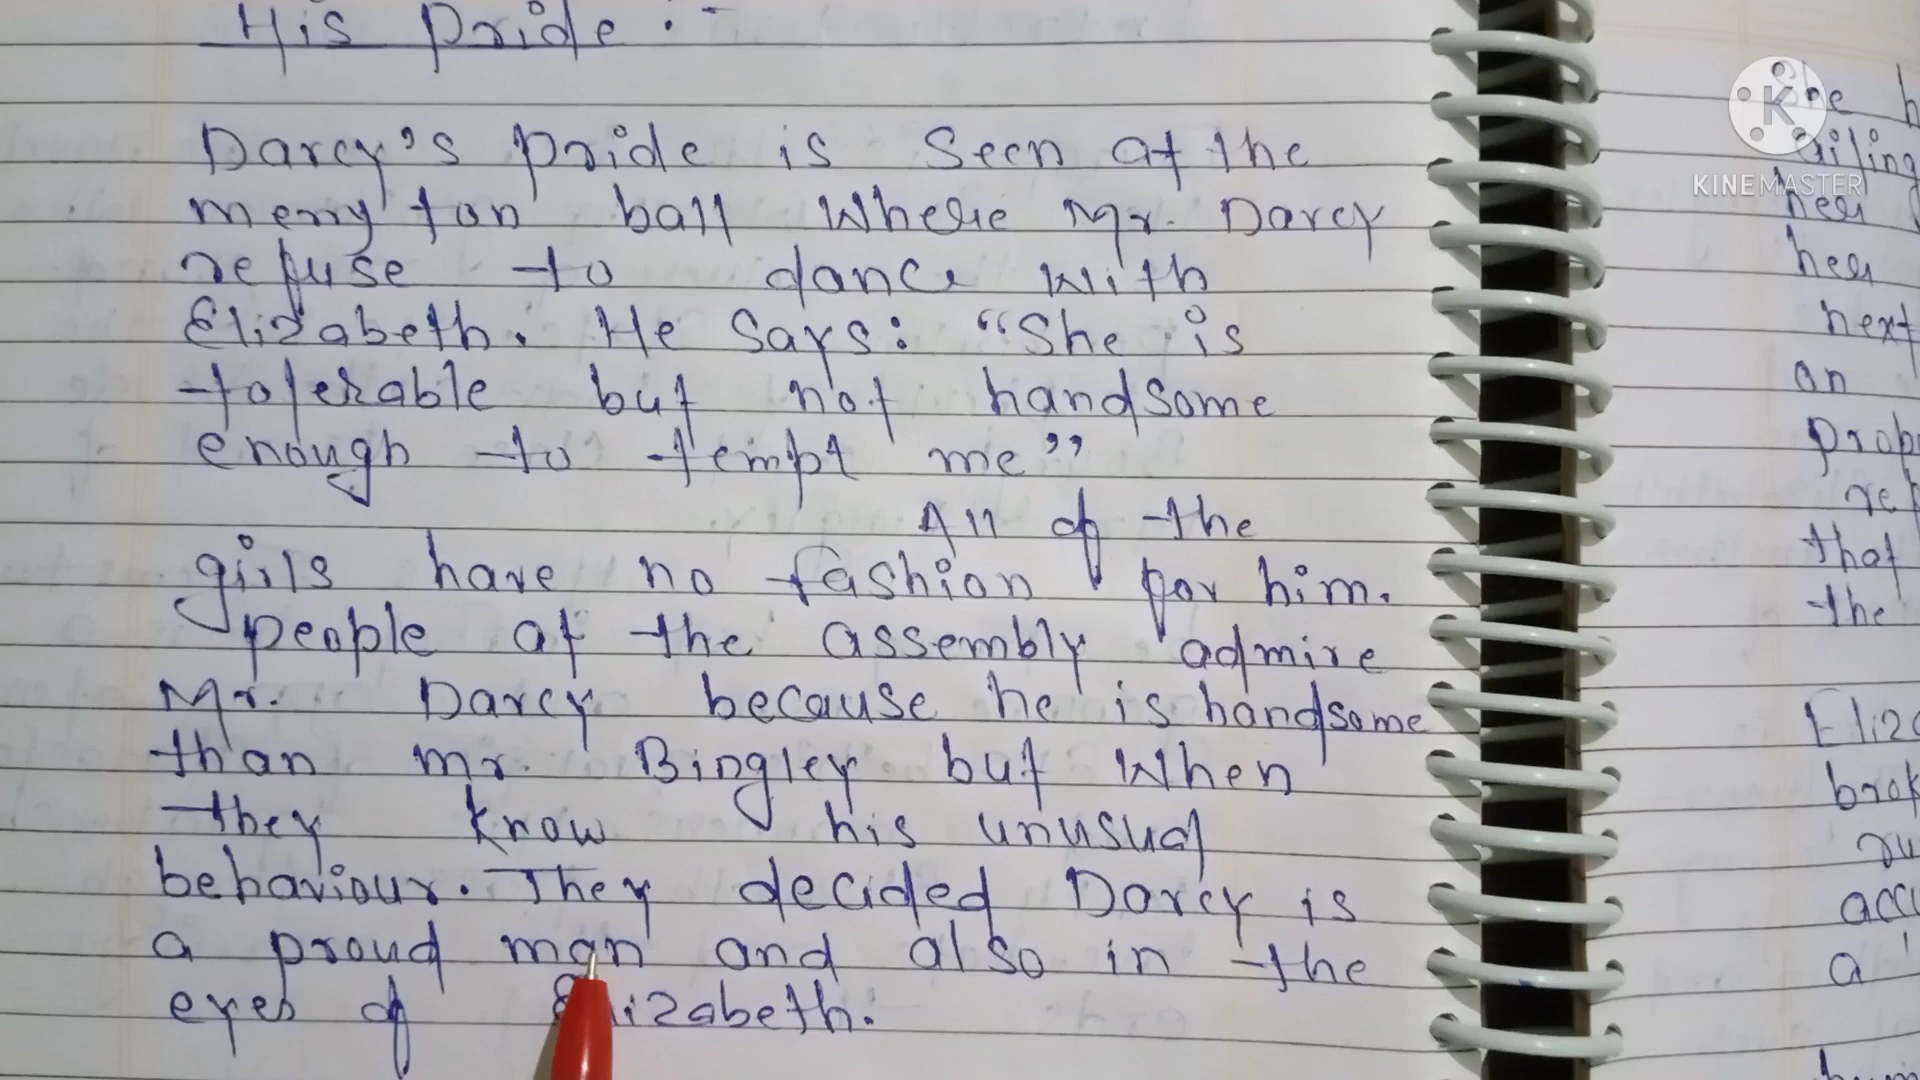 His pride :-
Darcy's pride is seen at the
merry'ton ball where Mr. Darcy
refuse to dance with
Elizabeth. He says: "She is
tolerable but not handsome
enough to tempt me"
All of the
girls have no fashion for him.
people at the assembly admire
Mr. Darcy because he is handsome
than mr. Bingley but when
they know his unusual
behaviour. They decided Darcy is
a proud man and also in the
eyes of Elizabeth.
KINEMASTER
her
her
next
an
that
the
a